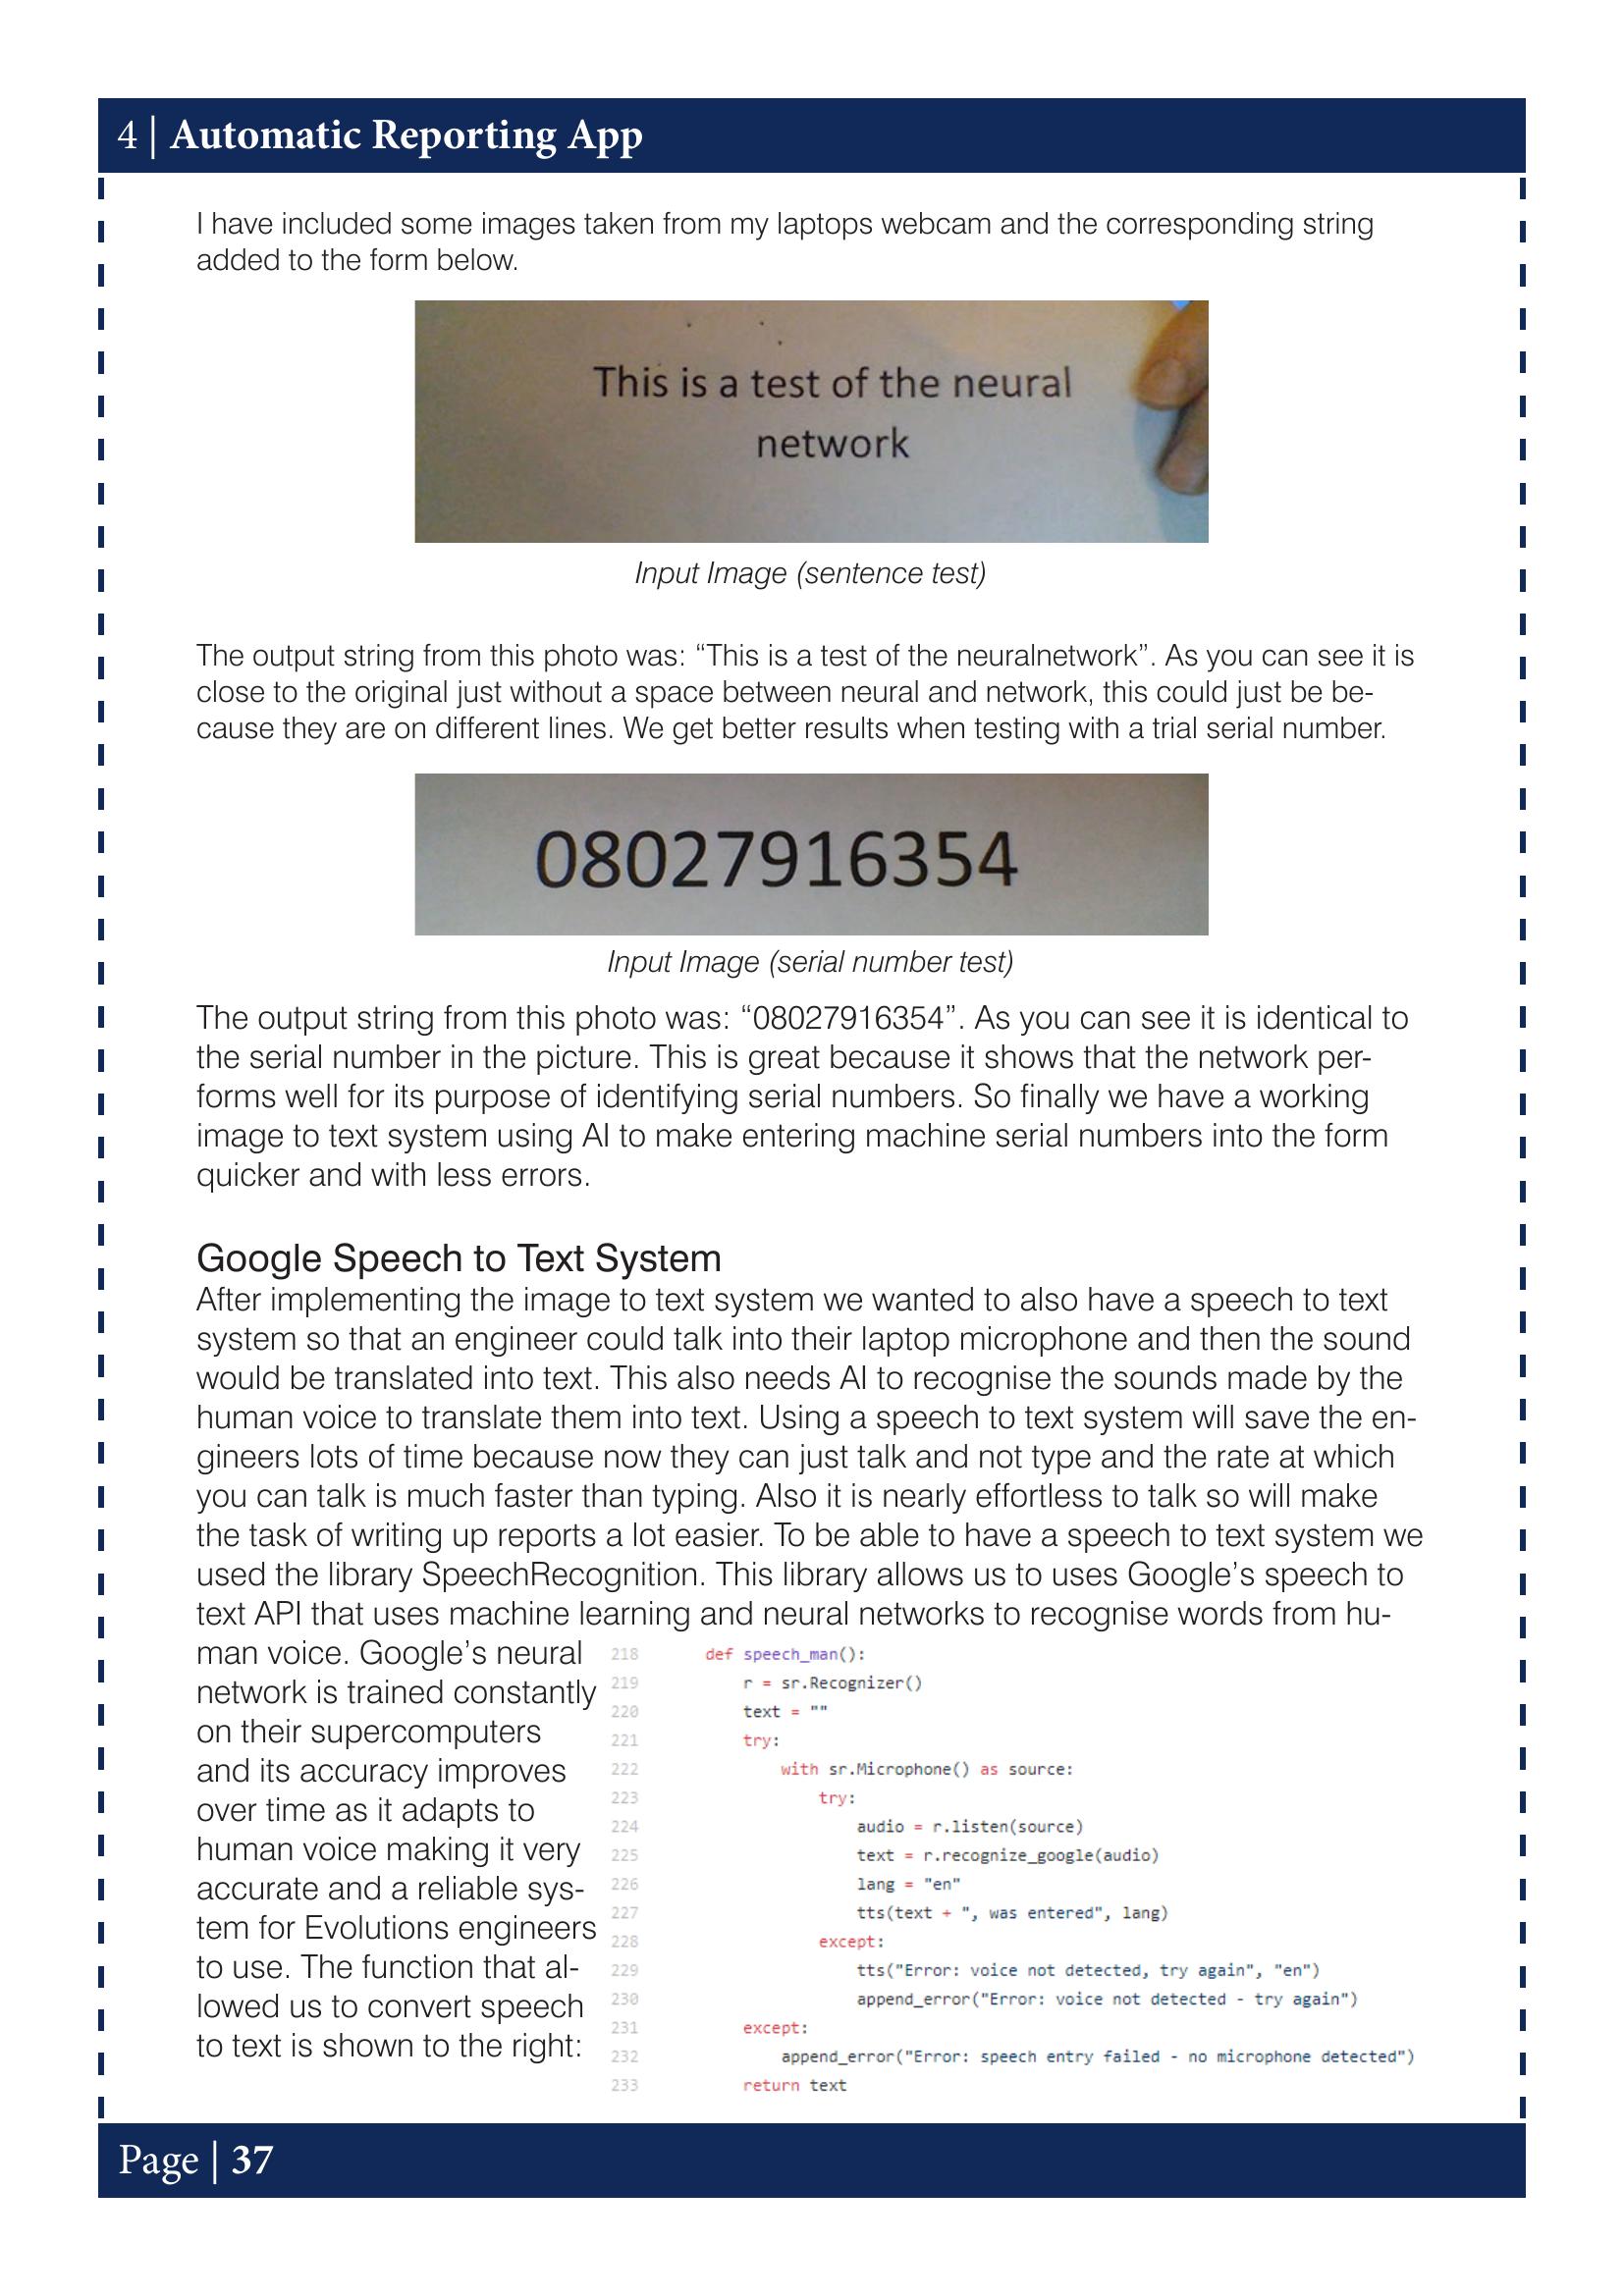 4 | Automatic Reporting App
I have included some images taken from my laptops webcam and the corresponding string
added to the form below.
This is a test of the neural
network
Input Image (sentence test)
The output string from this photo was: “This is a test of the neuralnetwork”. As you can see it is
close to the original just without a space between neural and network, this could just be be-
cause they are on different lines. We get better results when testing with a trial serial number.
08027916354
Input Image (serial number test)
The output string from this photo was: “08027916354”. As you can see it is identical to
the serial number in the picture. This is great because it shows that the network per-
forms well for its purpose of identifying serial numbers. So finally we have a working
image to text system using AI to make entering machine serial numbers into the form
quicker and with less errors.
Google Speech to Text System
After implementing the image to text system we wanted to also have a speech to text
system so that an engineer could talk into their laptop microphone and then the sound
would be translated into text. This also needs AI to recognise the sounds made by the
human voice to translate them into text. Using a speech to text system will save the en-
gineers lots of time because now they can just talk and not type and the rate at which
you can talk is much faster than typing. Also it is nearly effortless to talk so will make
the task of writing up reports a lot easier. To be able to have a speech to text system we
used the library SpeechRecognition. This library allows us to uses Google’s speech to
text API that uses machine learning and neural networks to recognise words from hu-
man voice. Google’s neural
network is trained constantly
on their supercomputers
and its accuracy improves
over time as it adapts to
human voice making it very
accurate and a reliable sys-
tem for Evolutions engineers
to use. The function that al-
lowed us to convert speech
to text is shown to the right:
218 def speech_man():
219 r = sr.Recognizer()
220 text = ""
221 try:
222 with sr.Microphone() as source:
223 try:
224 audio = r.listen(source)
225 text = r.recognize_google(audio)
226 lang = "en"
227 tts(text + ", was entered", lang)
228 except:
229 tts("Error: voice not detected, try again", "en")
230 append_error("Error: voice not detected - try again")
231 except:
232 append_error("Error: speech entry failed - no microphone detected")
233 return text
Page | 37